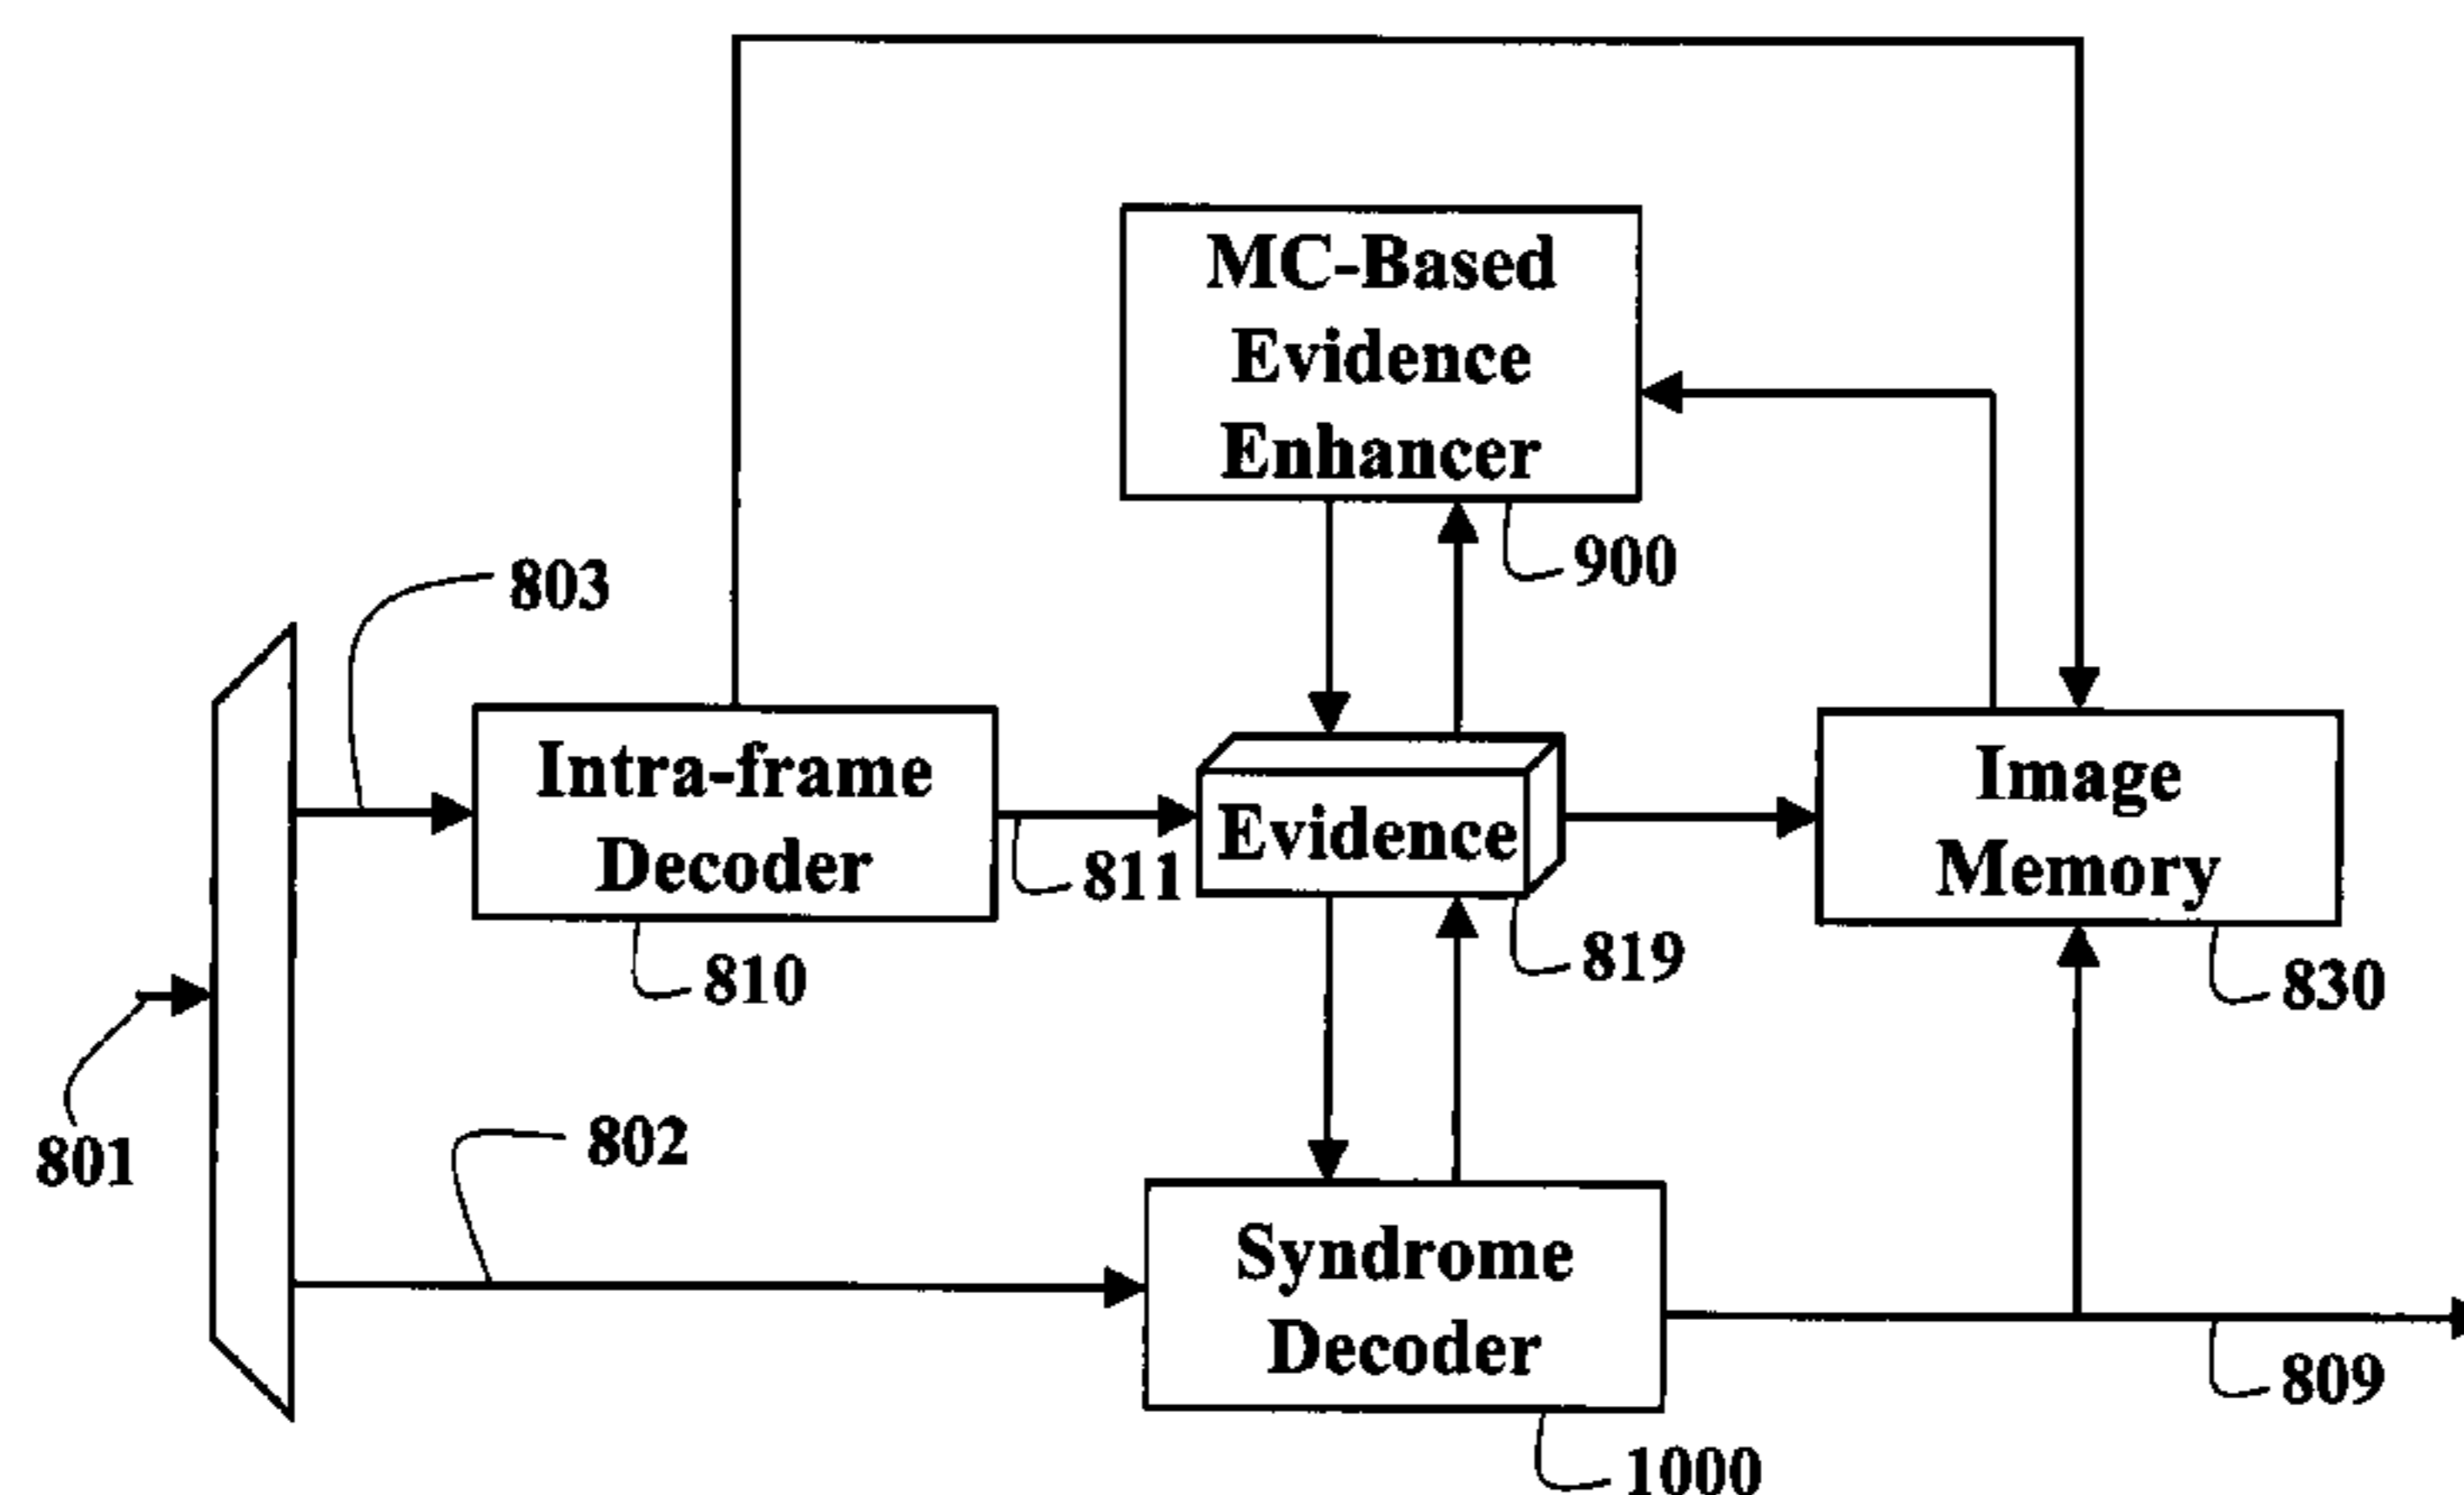 MC-Based
Evidence
Enhancer
900
803
Intra-frame
Decoder
811
810
Evidence
819
Image
Memory
830
801
802
Syndrome
Decoder
809
1000